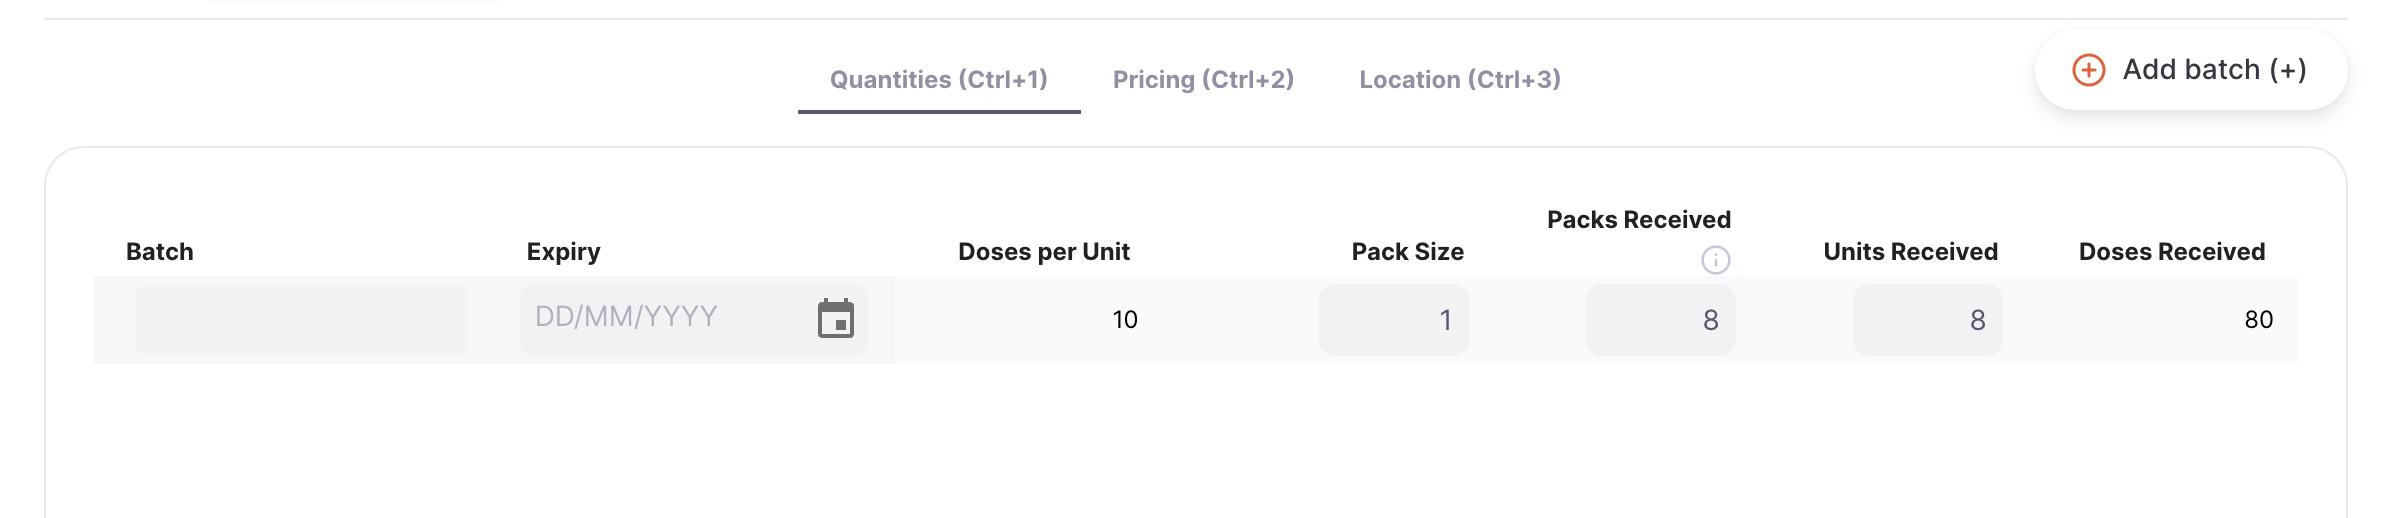 Quantities (Ctrl+1) Pricing (Ctrl+2) Location (Ctrl+3) Add batch (+)
Batch Expiry Doses per Unit Pack Size Packs Received Units Received Doses Received
DD/MM/YYYY 10 1 8 8 80